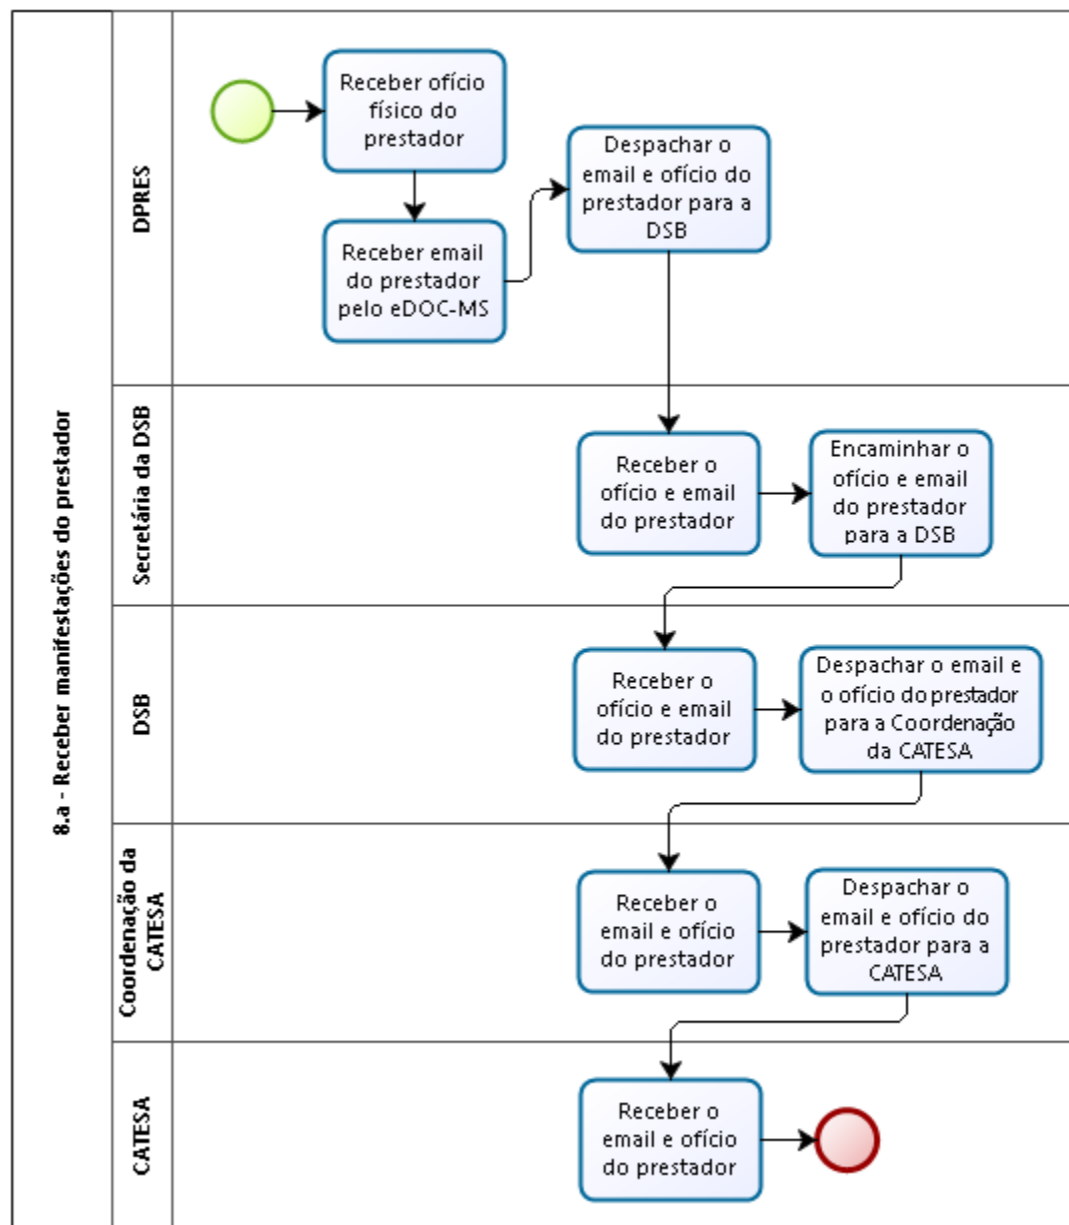 8.a - Receber manifestações do prestador
DPRES
Receber ofício
físico do
prestador
Receber email
do prestador
pelo eDOC-MS
Despachar o
email e ofício do
prestador para a
DSB
Secretária da DSB
Receber o
ofício e email
do prestador
Encaminhar o
ofício e email
do prestador
para a DSB
DSB
Receber o
ofício e email
do prestador
Despachar o email e
o ofício do prestador
para a Coordenação
da CATESA
Coordenação da
CATESA
Receber o
email e ofício
do prestador
Despachar o
email e ofício do
prestador para a
CATESA
CATESA
Receber o
email e ofício
do prestador